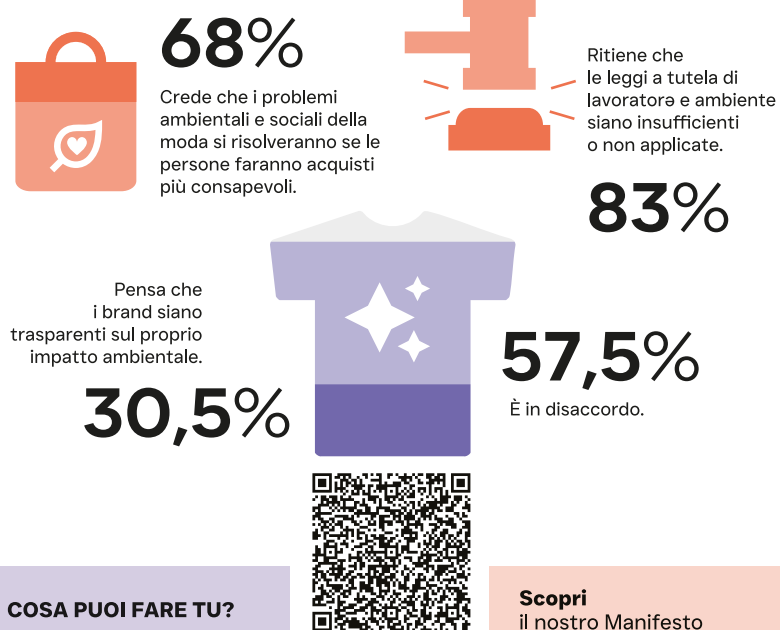 68%
Crede che i problemi
ambientali e sociali della
moda si risolveranno se le
persone faranno acquisti
più consapevoli.
Ritiene che
le leggi a tutela di
lavoratorə e ambiente
siano insufficienti
o non applicate.
83%
Pensa che
i brand siano
trasparenti sul proprio
impatto ambientale.
30,5%
57,5%
È in disaccordo.
COSA PUOI FARE TU?
Scopri
il nostro Manifesto